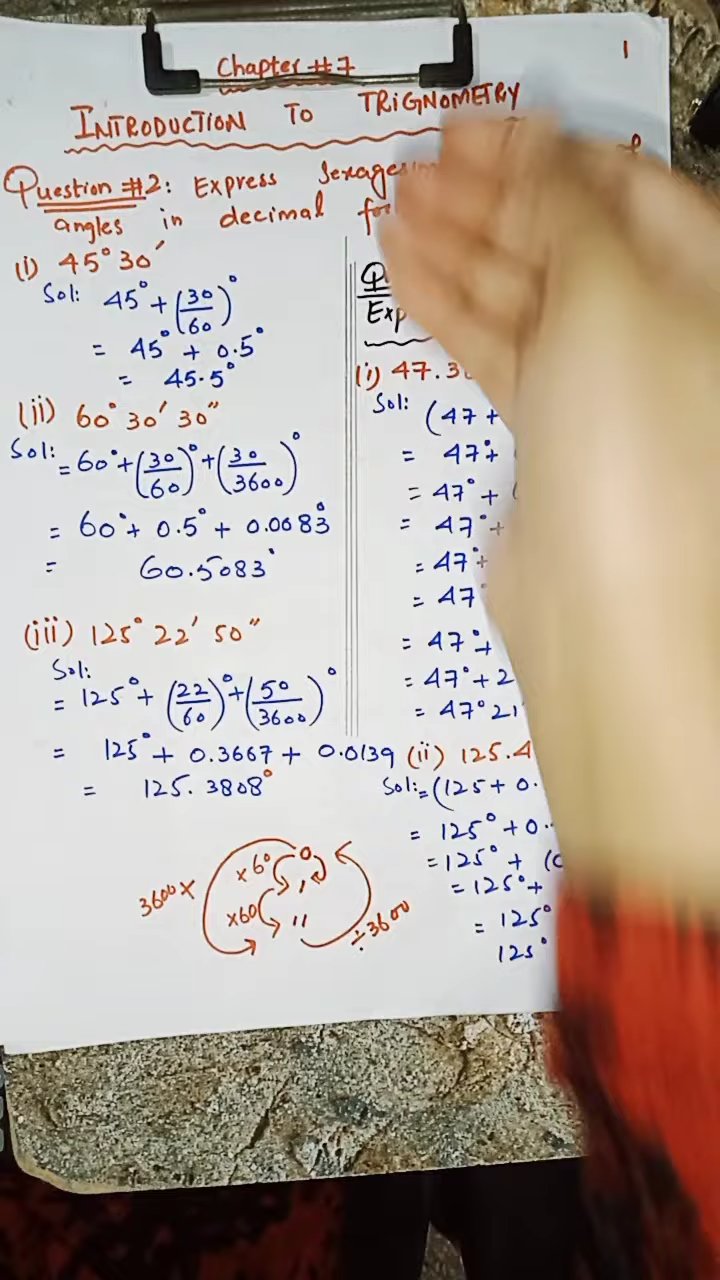 1
Chapter #7
INTRODUCTION TO TRIGNOMETRY
Question #2: Express
angles in decimal
(i) 45° 30′
Sol: 45° + (30/60)°
= 45° + 0.5°
= 45.5°
(ii) 60° 30′ 30″
Sol: = 60° + (30/60)° + (30/3600)°
= 60° + 0.5° + 0.0083°
= 60.5083°
(iii) 125° 22′ 50″
Sol:
= 125° + (22/60)° + (50/3600)°
= 125° + 0.3667 + 0.0139
= 125.3808°
3600 × ×60 °
′
×60 ″ ÷3600
Exp
(i) 47.3
Sol: (47 +
= 47° +
= 47° + (
= 47° +
= 47° +
= 47°
= 47° +
= 47° + 2
= 47° 21
(ii) 125.4
Sol: = (125 + 0.
= 125° + 0.
= 125° + (0
= 125° +
= 125°
125°